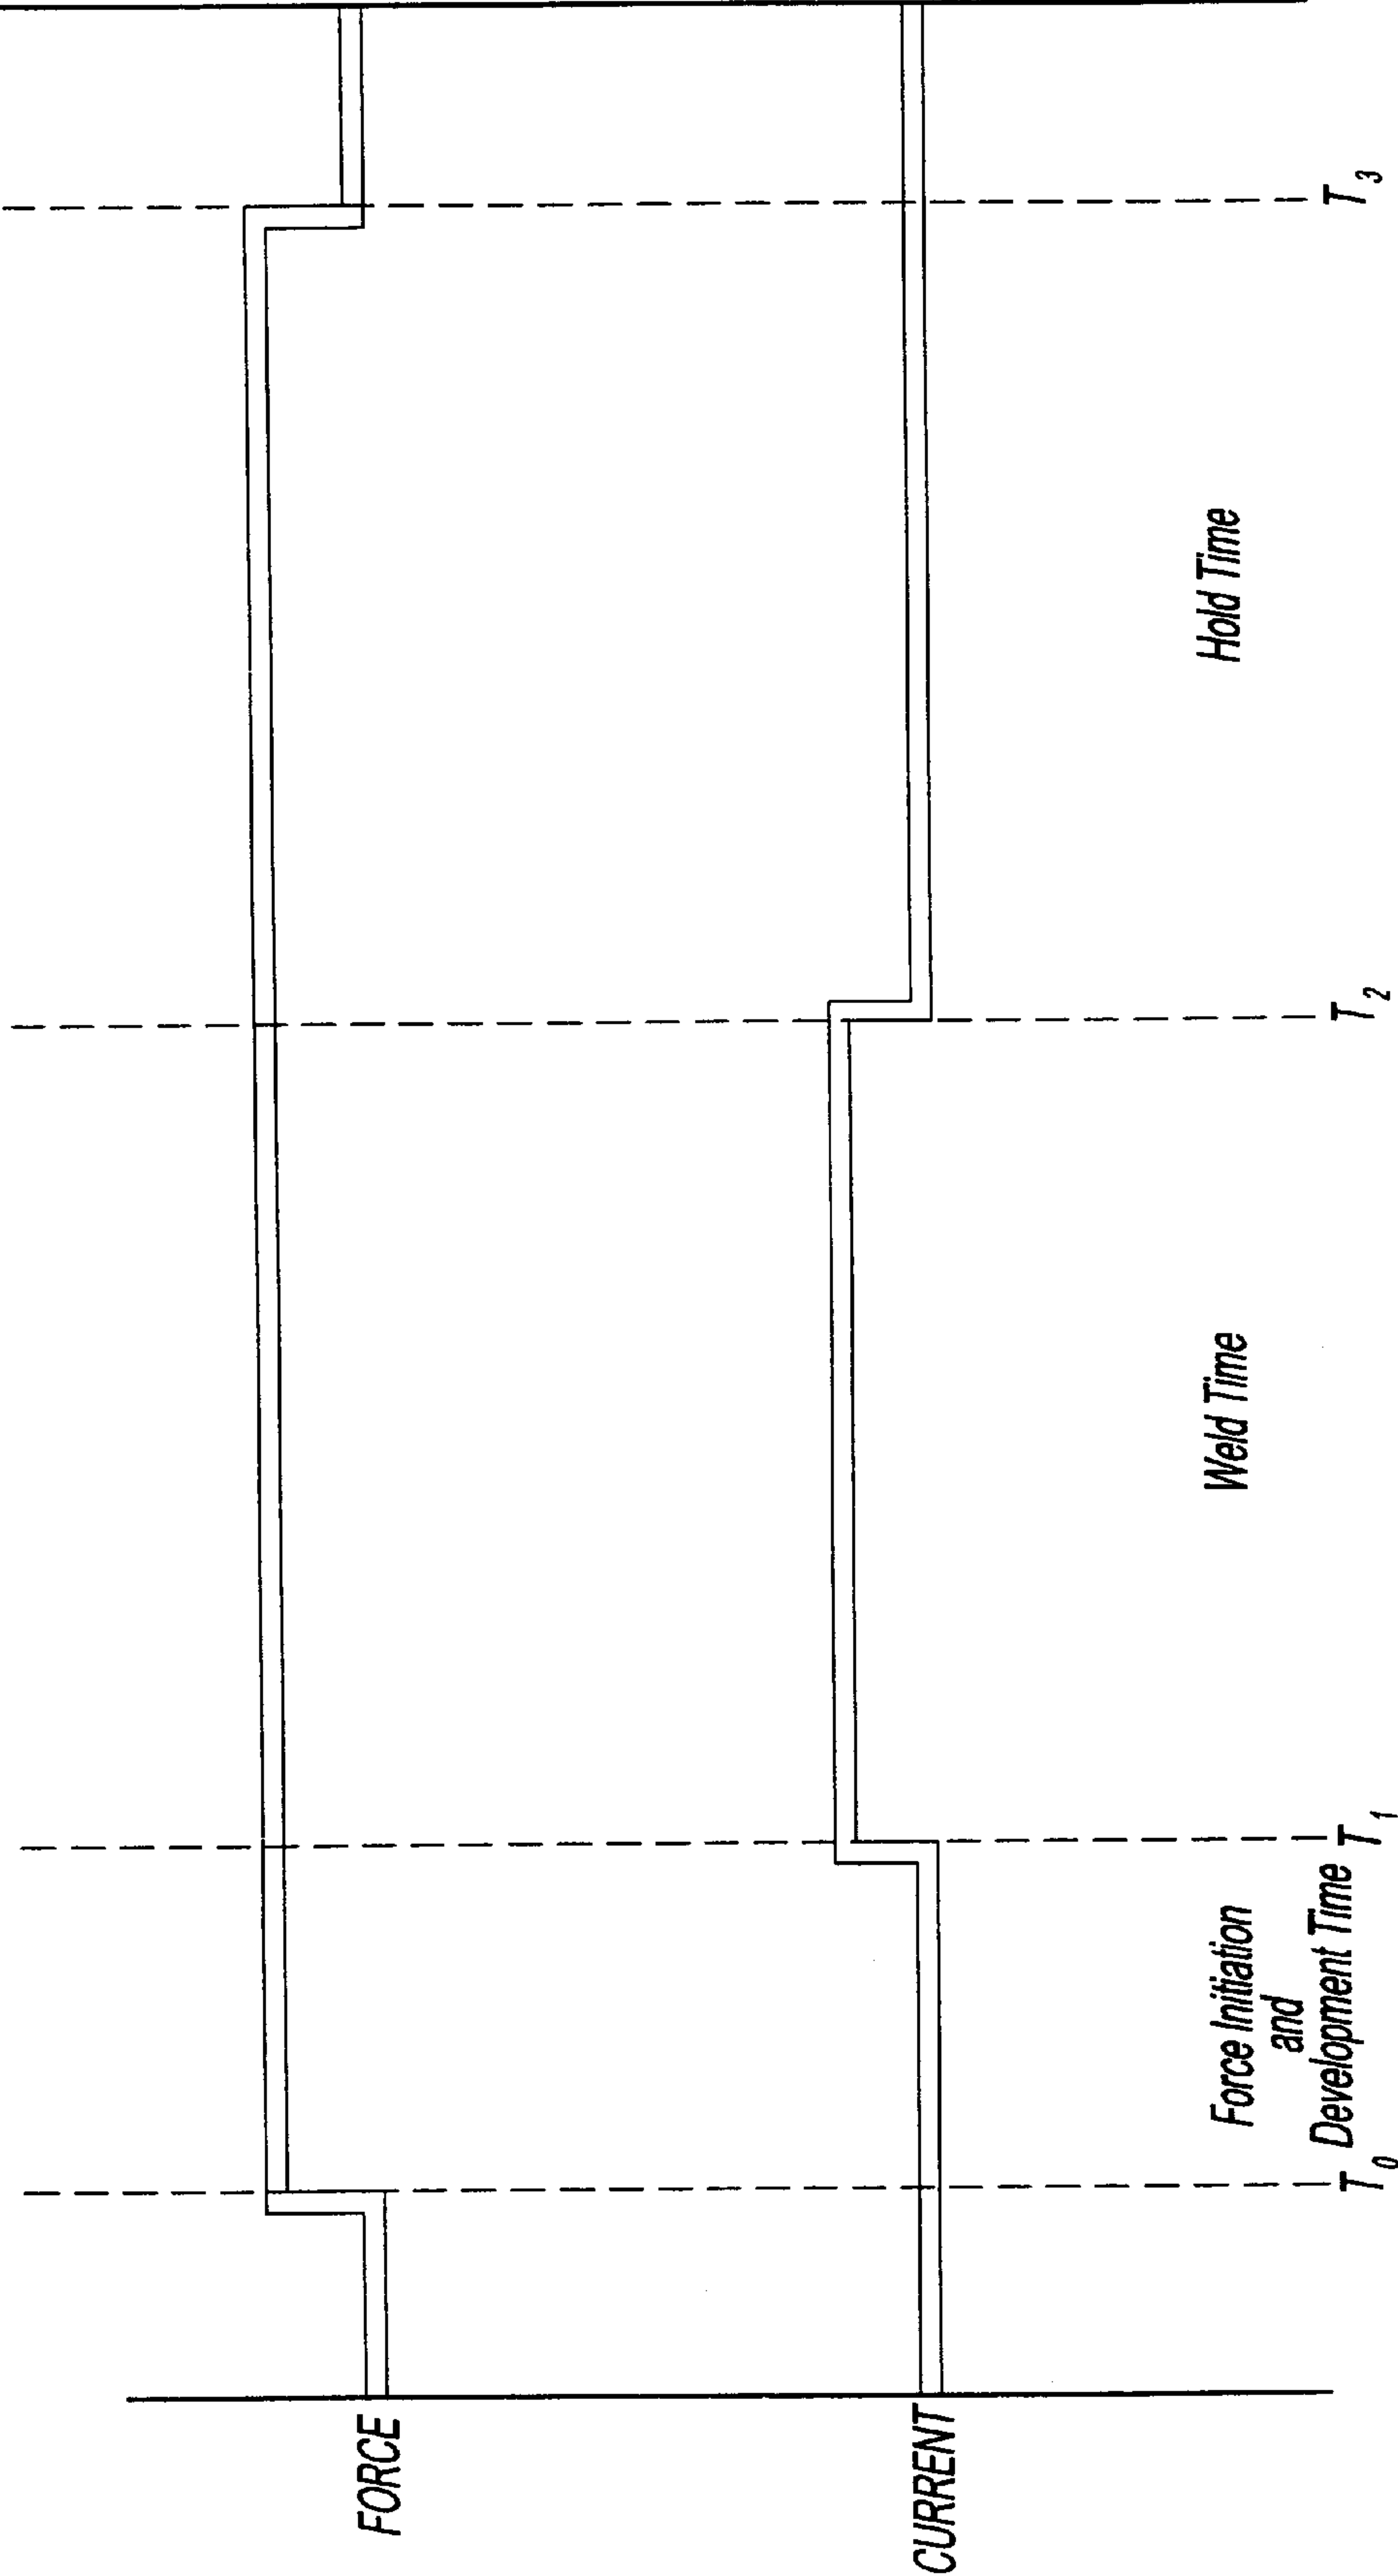 FORCE
CURRENT
Force Initiation
and
Development Time
Weld Time
Hold Time
T0
T1
T2
T3